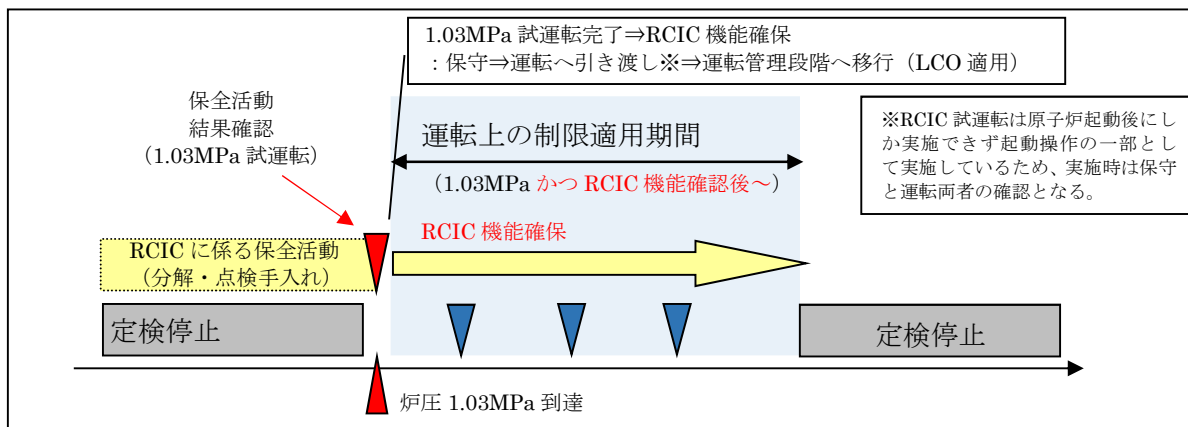 1.03MPa 試運転完了⇒RCIC 機能確保
：保守⇒運転へ引き渡し※⇒運転管理段階へ移行（LCO 適用）
保全活動
結果確認
（1.03MPa 試運転）
運転上の制限適用期間
（1.03MPa かつ RCIC 機能確認後～）
※RCIC 試運転は原子炉起動後にし
か実施できず起動操作の一部とし
て実施しているため、実施時は保守
と運転両者の確認となる。
RCIC 機能確保
RCIC に係る保全活動
（分解・点検手入れ）
定検停止
定検停止
炉圧 1.03MPa 到達